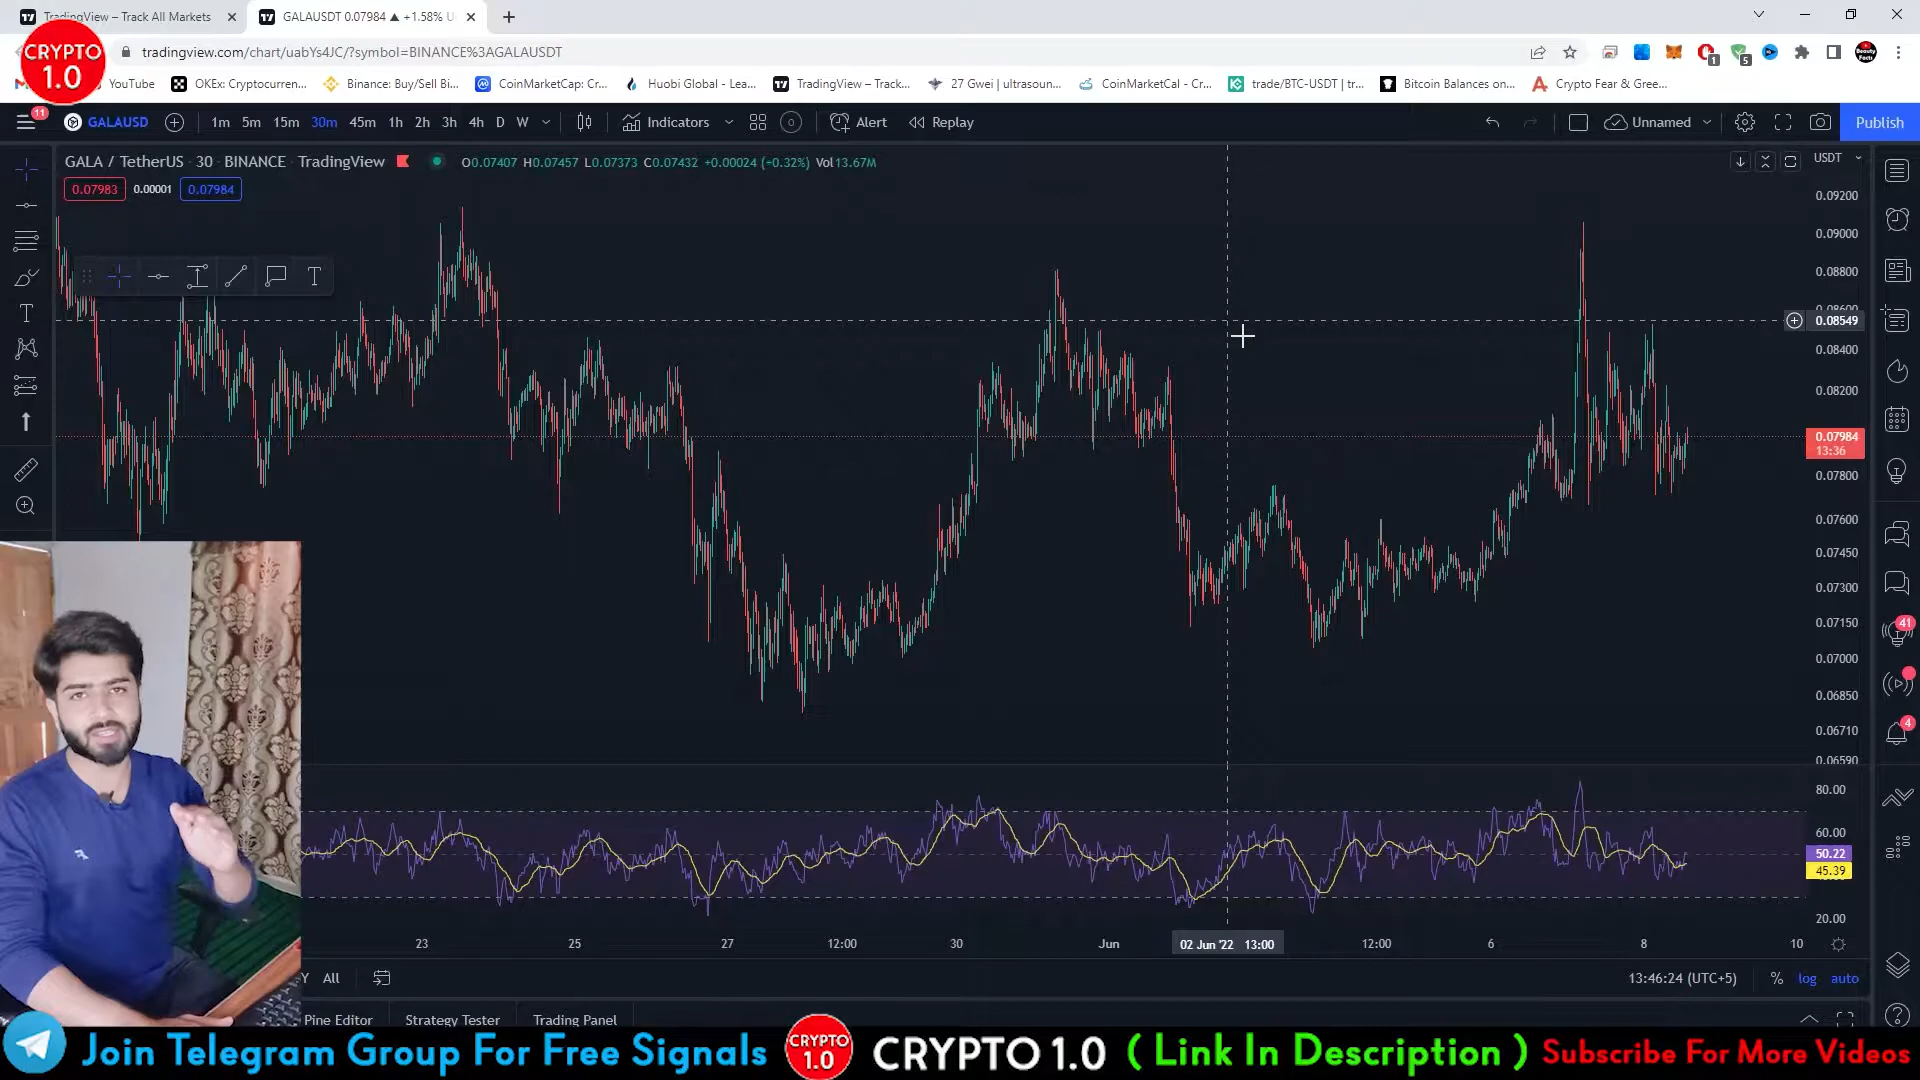 TradingView – Track All Markets
GALAUSDT 0.07984 ▲ +1.58% U
CRYPTO
1.0
tradingview.com/chart/uabYs4JC/?symbol=BINANCE%3AGALAUSDT
1
5
YouTube
OKEx: Cryptocurren...
Binance: Buy/Sell Bi...
CoinMarketCap: Cr...
Huobi Global - Lea...
TradingView – Track...
27 Gwei | ultrasoun...
CoinMarketCal - Cr...
trade/BTC-USDT | tr...
Bitcoin Balances on...
Crypto Fear & Gree...
11
GALAUSD
1m 5m 15m 30m 45m 1h 2h 3h 4h D W
Indicators
Alert
Replay
Unnamed
Publish
GALA / TetherUS · 30 · BINANCE · TradingView
O0.07407 H0.07457 L0.07373 C0.07432 +0.00024 (+0.32%) Vol13.67M
USDT
0.07983 0.00001 0.07984
0.09200
0.09000
0.08800
0.08600
0.08549
0.08400
0.08200
0.07984
13:36
0.07800
0.07600
0.07450
0.07300
0.07150
0.07000
0.06850
0.06710
0.06590
80.00
60.00
50.22
45.39
20.00
41
4
23 25 27 12:00 30 Jun 02 Jun '22 13:00 12:00 6 8 10
Y All
13:46:24 (UTC+5) % log auto
Pine Editor Strategy Tester Trading Panel
Join Telegram Group For Free Signals
CRYPTO
1.0
CRYPTO 1.0
( Link In Description )
Subscribe For More Videos